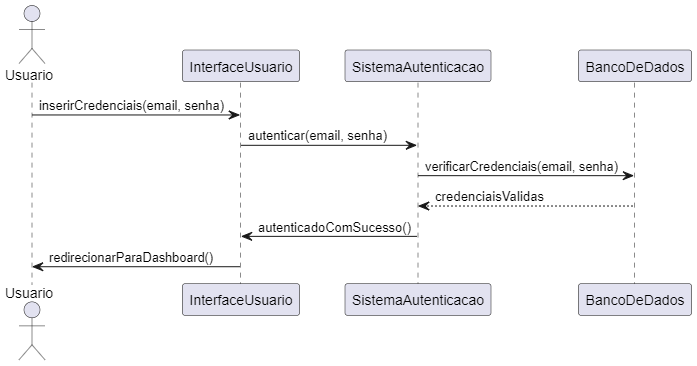 Usuario
InterfaceUsuario
SistemaAutenticacao
BancoDeDados
inserirCredenciais(email, senha)
autenticar(email, senha)
verificarCredenciais(email, senha)
credenciaisValidas
autenticadoComSucesso()
redirecionarParaDashboard()
Usuario
InterfaceUsuario
SistemaAutenticacao
BancoDeDados